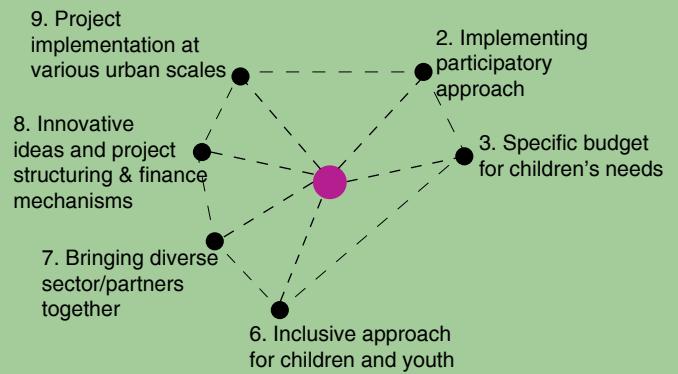 9. Project
implementation at
various urban scales
2. Implementing
participatory
approach
8. Innovative
ideas and project
structuring & finance
mechanisms
3. Specific budget
for children's needs
7. Bringing diverse
sector/partners
together
6. Inclusive approach
for children and youth